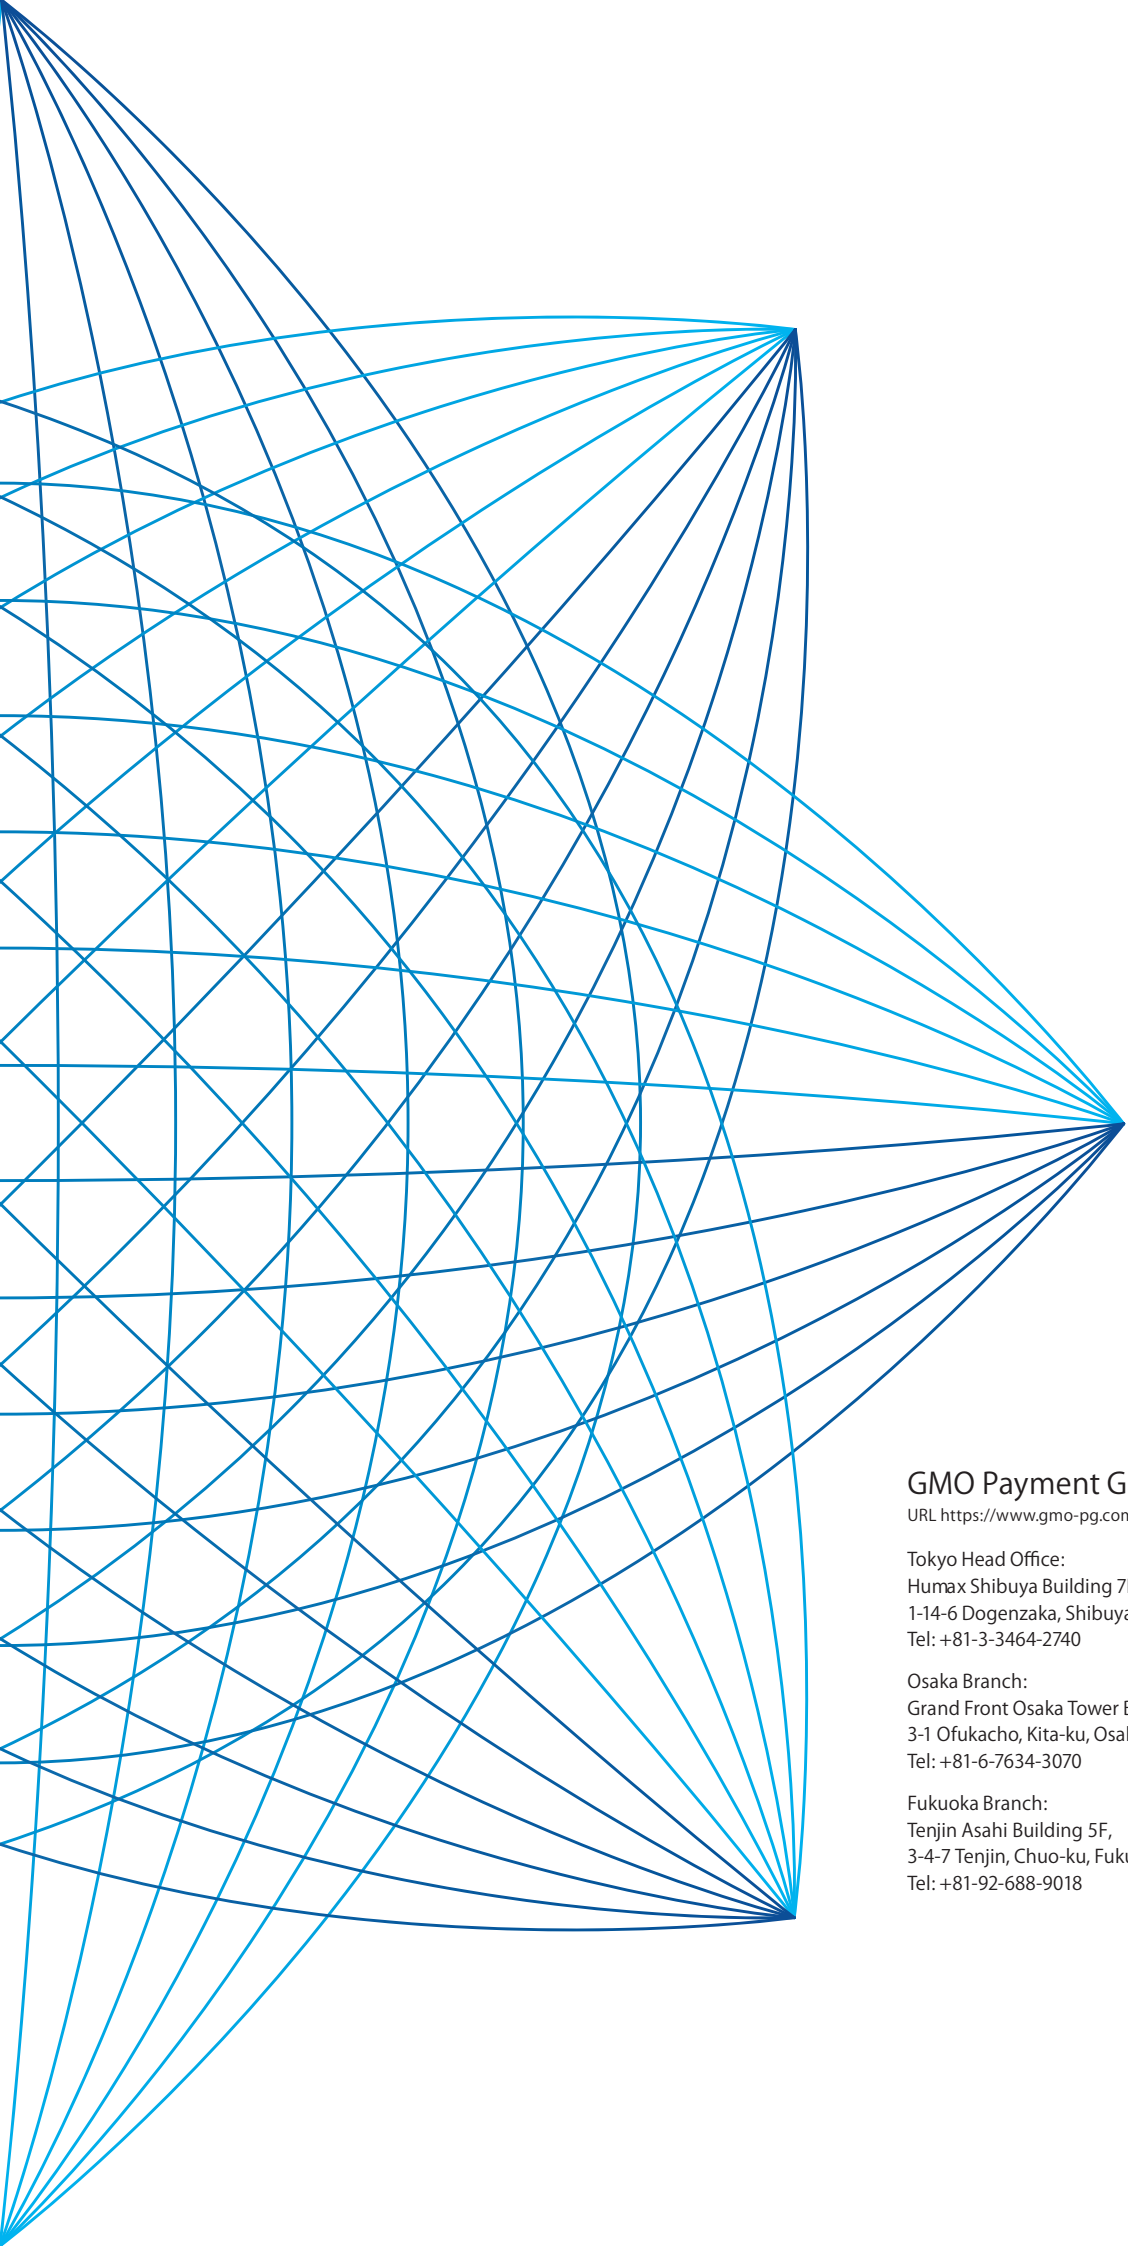 GMO Payment G
URL https://www.gmo-pg.com
Tokyo Head Office:
Humax Shibuya Building 7
1-14-6 Dogenzaka, Shibuya
Tel: +81-3-3464-2740
Osaka Branch:
Grand Front Osaka Tower B
3-1 Ofukacho, Kita-ku, Osa
Tel: +81-6-7634-3070
Fukuoka Branch:
Tenjin Asahi Building 5F,
3-4-7 Tenjin, Chuo-ku, Fuku
Tel: +81-92-688-9018